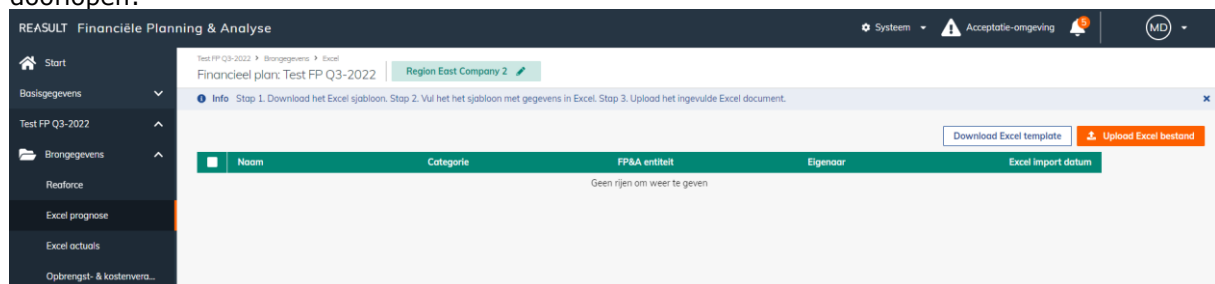 doorlopen:
REASULT Financiële Planning & Analyse
Systeem
Acceptatie-omgeving
5
MD
Start
Basisgegevens
Test FP Q3-2022
Brongegevens
Reaforce
Excel prognose
Excel actuals
Opbrengst- & kostenvera...
Test FP Q3-2022 > Brongegevens > Excel
Financieel plan: Test FP Q3-2022
Region East Company 2
Info Stap 1. Download het Excel sjabloon. Stap 2. Vul het het sjabloon met gegevens in Excel. Stap 3. Upload het ingevulde Excel document.
Download Excel template
Upload Excel bestand
Naam Categorie FP&A entiteit Eigenaar Excel import datum
Geen rijen om weer te geven